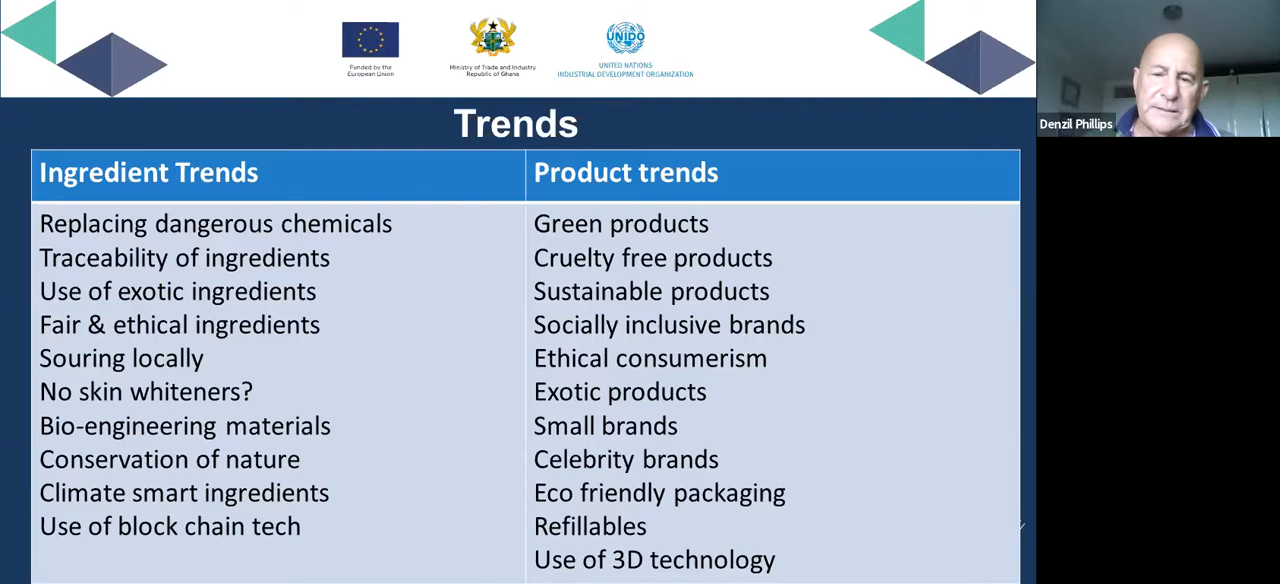 Funded by the
European Union
Ministry of Trade and Industry
Republic of Ghana
UNIDO
UNITED NATIONS
INDUSTRIAL DEVELOPMENT ORGANIZATION
Denzil Phillips
Trends
Ingredient Trends
Replacing dangerous chemicals
Traceability of ingredients
Use of exotic ingredients
Fair & ethical ingredients
Souring locally
No skin whiteners?
Bio-engineering materials
Conservation of nature
Climate smart ingredients
Use of block chain tech
Product trends
Green products
Cruelty free products
Sustainable products
Socially inclusive brands
Ethical consumerism
Exotic products
Small brands
Celebrity brands
Eco friendly packaging
Refillables
Use of 3D technology